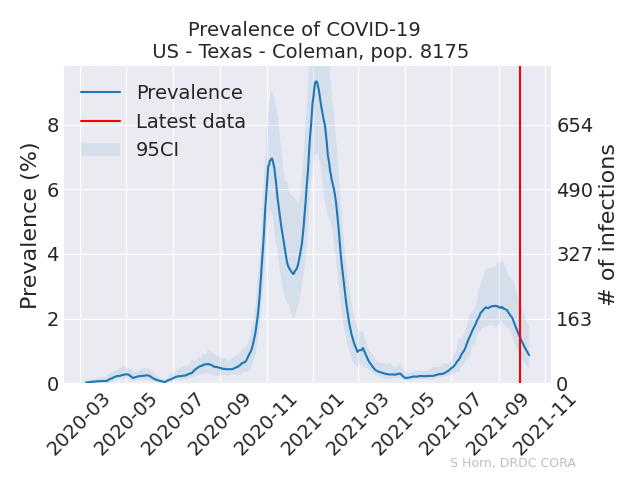 Prevalence of COVID-19
US - Texas - Coleman, pop. 8175
Prevalence
Latest data
95CI
Prevalence (%)
8
6
4
2
0
654
490
327
163
0
# of infections
2020-03
2020-05
2020-07
2020-09
2020-11
2021-01
2021-03
2021-05
2021-07
2021-09
2021-11
S Horn, DRDC CORA